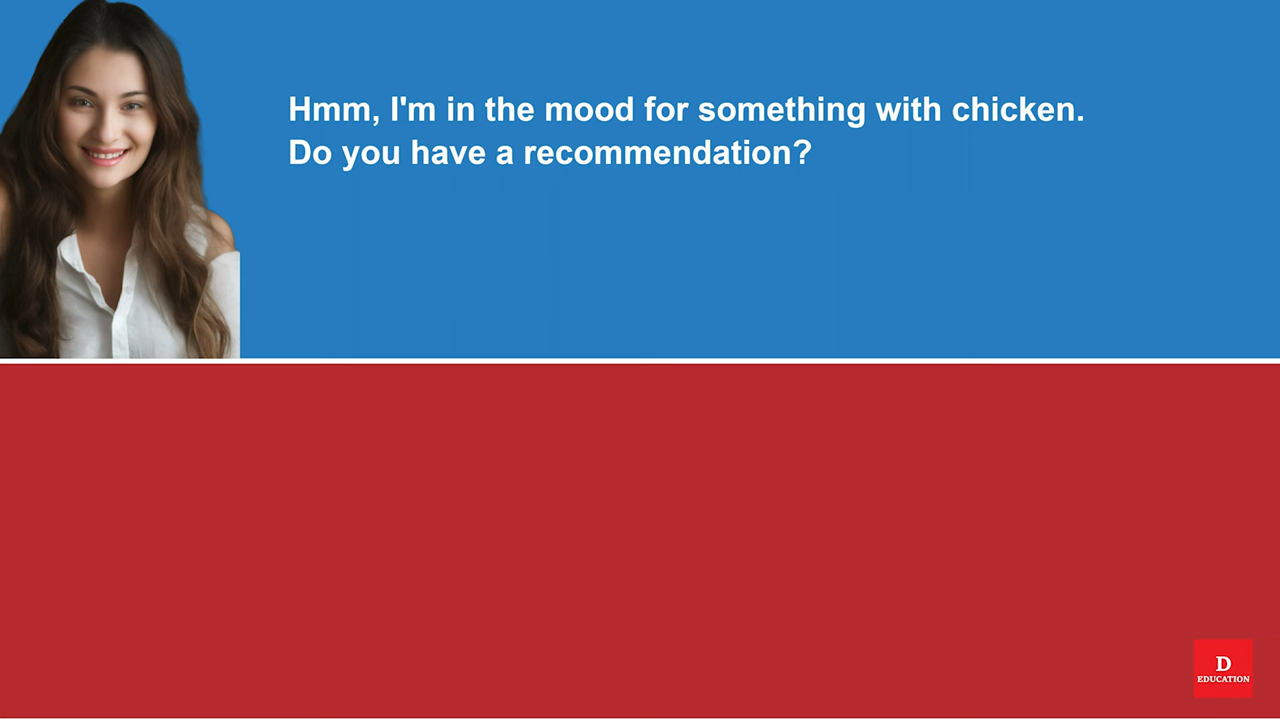 Hmm, I'm in the mood for something with chicken.
Do you have a recommendation?
D
EDUCATION